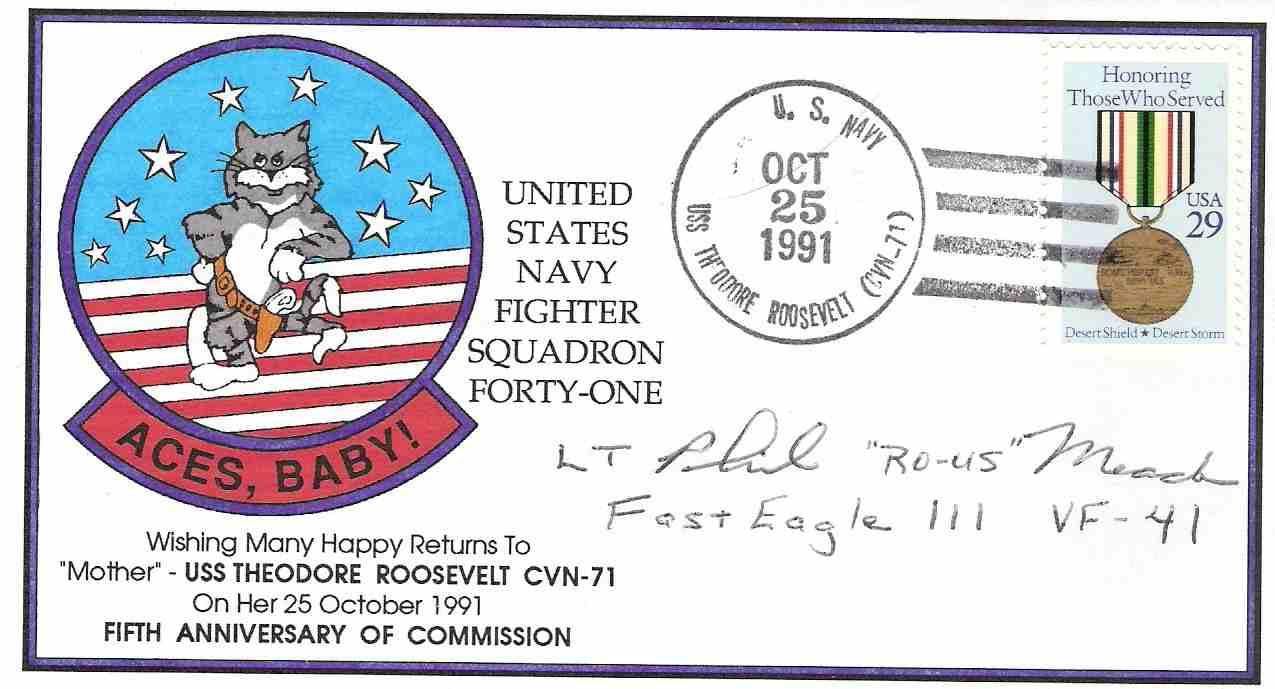 UNITED
STATES
NAVY
FIGHTER
SQUADRON
FORTY-ONE
ACES, BABY!
Wishing Many Happy Returns To
"Mother" - USS THEODORE ROOSEVELT CVN-71
On Her 25 October 1991
FIFTH ANNIVERSARY OF COMMISSION
U. S. NAVY
OCT
25
1991
USS THEODORE ROOSEVELT (CVN-71)
Honoring
Those Who Served
USA
29
Desert Shield ★ Desert Storm
LT Phil "RO-US" Meach
Fast Eagle 111 VF-41